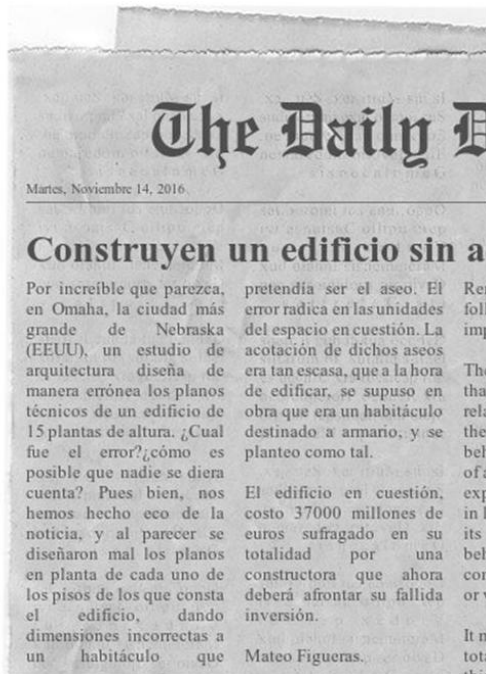 The Daily
Martes, Noviembre 14, 2016
Construyen un edificio sin
Por increíble que parezca,
en Omaha, la ciudad más
grande de Nebraska
(EEUU), un estudio de
arquitectura diseña de
manera errónea los planos
técnicos de un edificio de
15 plantas de altura. ¿Cual
fue el error?¿cómo es
posible que nadie se diera
cuenta? Pues bien, nos
hemos hecho eco de la
noticia, y al parecer se
diseñaron mal los planos
en planta de cada uno de
los pisos de los que consta
el edificio, dando
dimensiones incorrectas a
un habitáculo que
pretendía ser el aseo. El
error radica en las unidades
del espacio en cuestión. La
acotación de dichos aseos
era tan escasa, que a la hora
de edificar, se supuso en
obra que era un habitáculo
destinado a armario, y se
planteo como tal.
El edificio en cuestión,
costo 37000 millones de
euros sufragado en su
totalidad por una
constructora que ahora
deberá afrontar su fallida
inversión.
Mateo Figueras.